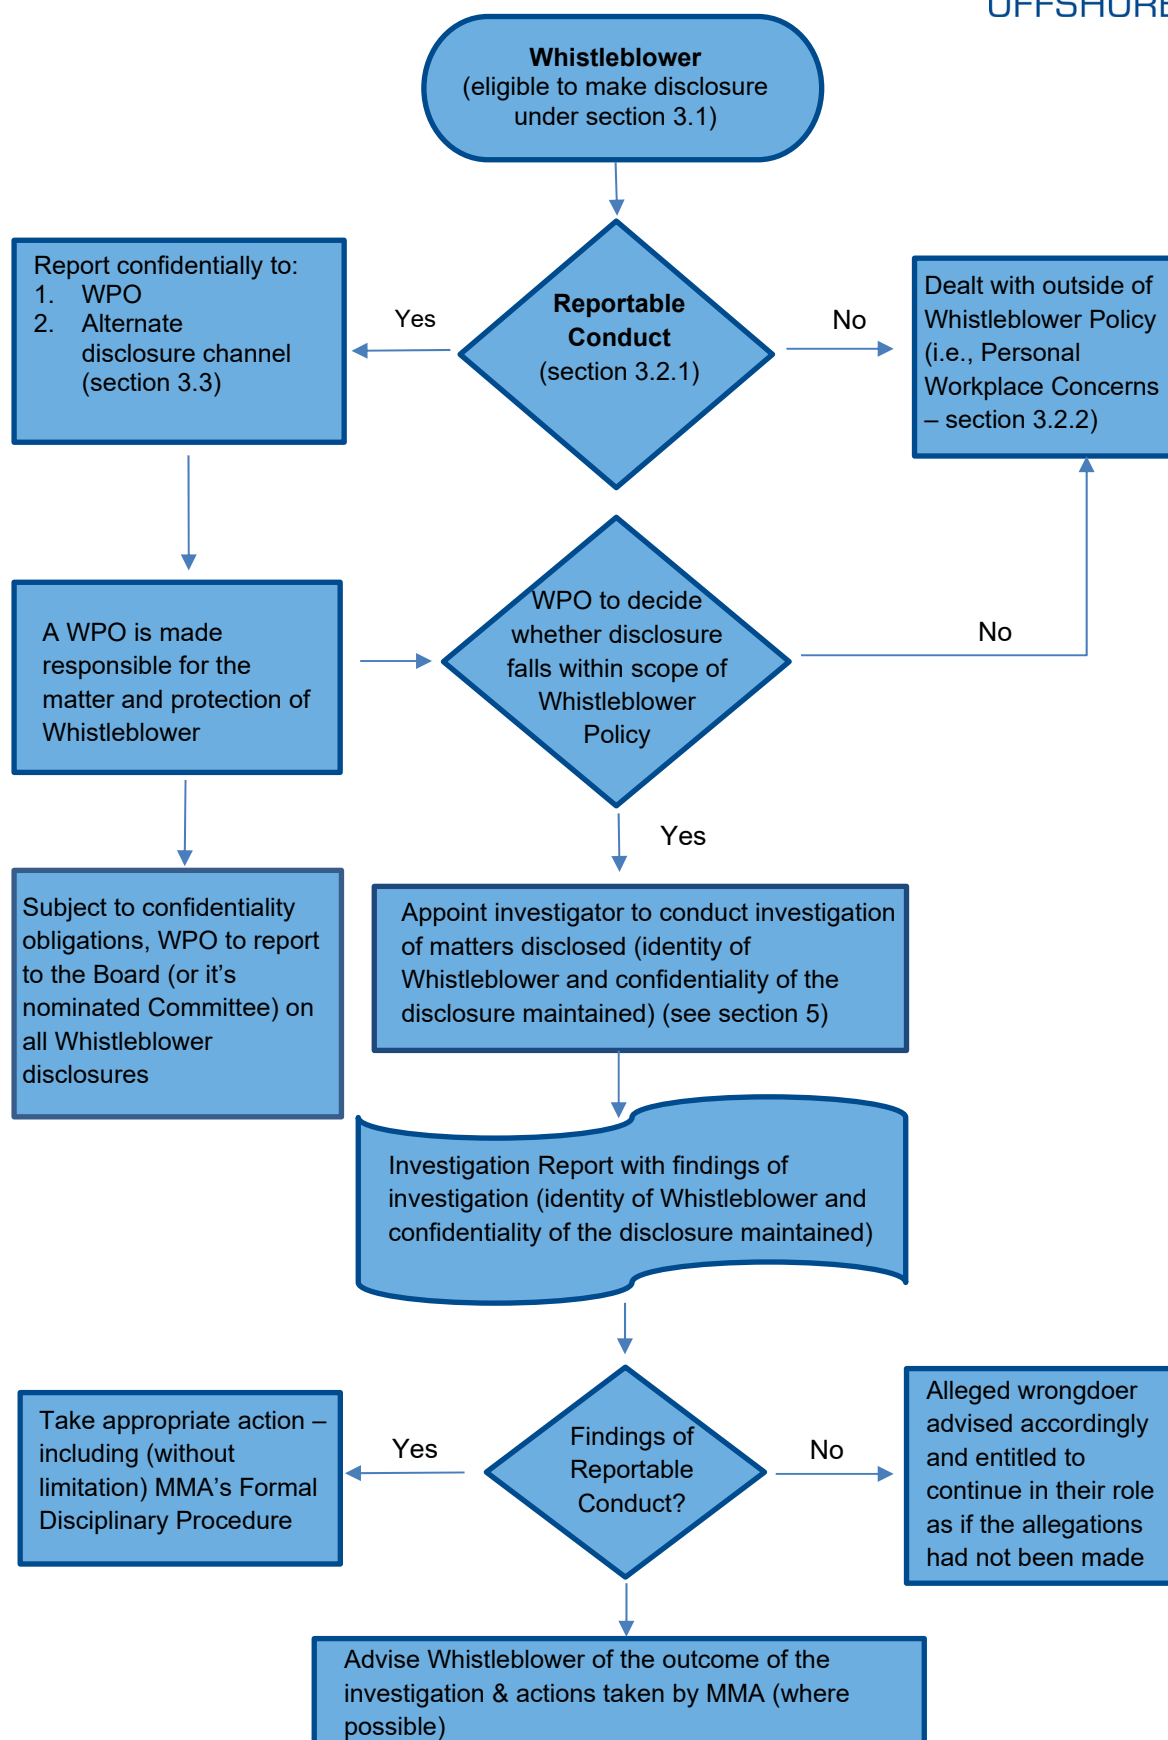 OFFSHORE
Whistleblower
(eligible to make disclosure
under section 3.1)
Report confidentially to:
1. WPO
2. Alternate
disclosure channel
(section 3.3)
Yes
Reportable
Conduct
(section 3.2.1)
No
Dealt with outside of
Whistleblower Policy
(i.e., Personal
Workplace Concerns
– section 3.2.2)
A WPO is made
responsible for the
matter and protection of
Whistleblower
WPO to decide
whether disclosure
falls within scope of
Whistleblower
Policy
No
Yes
Subject to confidentiality
obligations, WPO to report
to the Board (or it's
nominated Committee) on
all Whistleblower
disclosures
Appoint investigator to conduct investigation
of matters disclosed (identity of
Whistleblower and confidentiality of the
disclosure maintained) (see section 5)
Investigation Report with findings of
investigation (identity of Whistleblower and
confidentiality of the disclosure maintained)
Take appropriate action –
including (without
limitation) MMA's Formal
Disciplinary Procedure
Yes
Findings of
Reportable
Conduct?
No
Alleged wrongdoer
advised accordingly
and entitled to
continue in their role
as if the allegations
had not been made
Advise Whistleblower of the outcome of the
investigation & actions taken by MMA (where
possible)